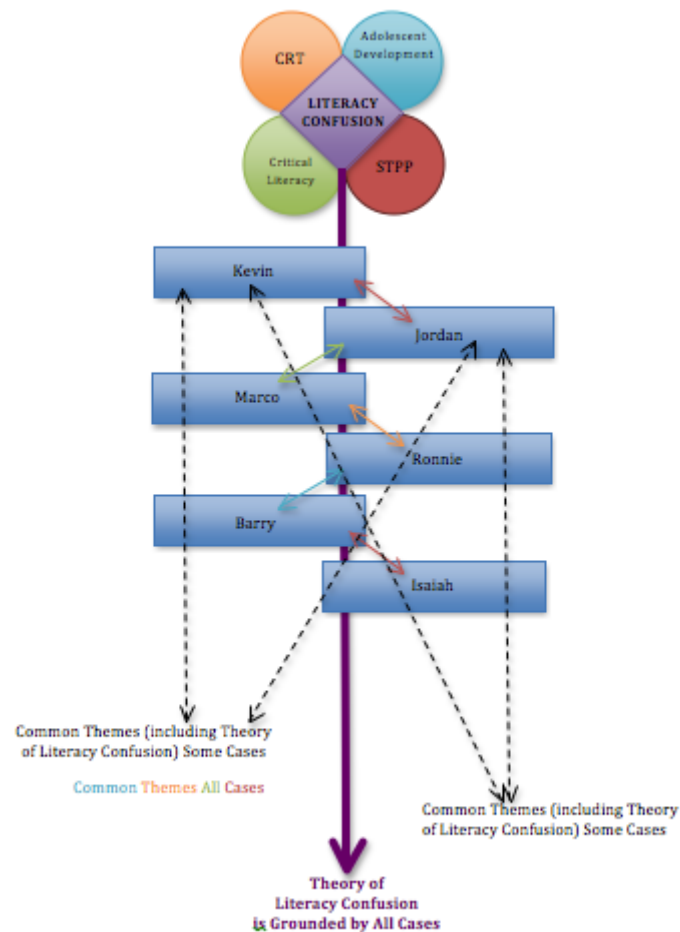 CRT
Adolescent
Development
LITERACY
CONFUSION
Critical
Literacy
STPP
Kevin
Jordan
Marco
Ronnie
Barry
Isaiah
Common Themes (including Theory
of Literacy Confusion) Some Cases
Common Themes All Cases
Common Themes (including Theory
of Literacy Confusion) Some Cases
Theory of
Literacy Confusion
is Grounded by All Cases